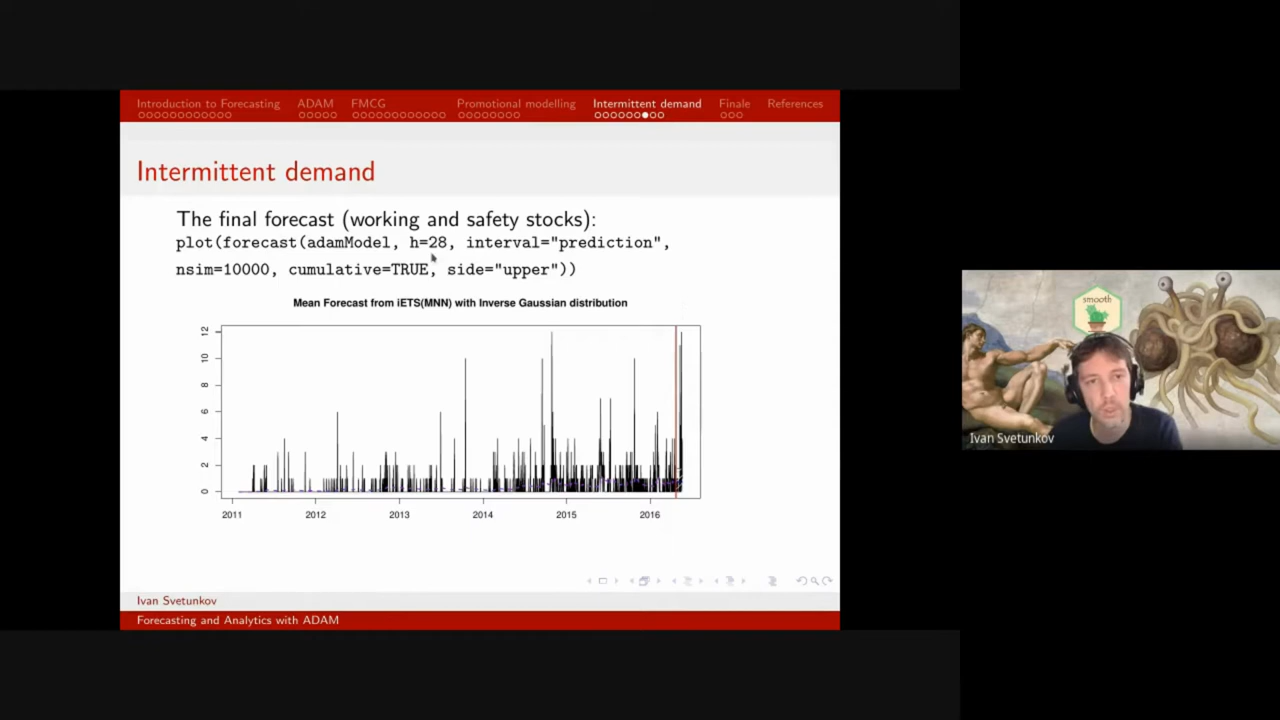 Introduction to Forecasting ADAM FMCG Promotional modelling Intermittent demand Finale References
Intermittent demand
The final forecast (working and safety stocks):
plot(forecast(adamModel, h=28, interval="prediction",
nsim=10000, cumulative=TRUE, side="upper"))
Mean Forecast from iETS(MNN) with Inverse Gaussian distribution
12
10
8
6
4
2
0
2011 2012 2013 2014 2015 2016
Ivan Svetunkov
Forecasting and Analytics with ADAM
smooth
Ivan Svetunkov